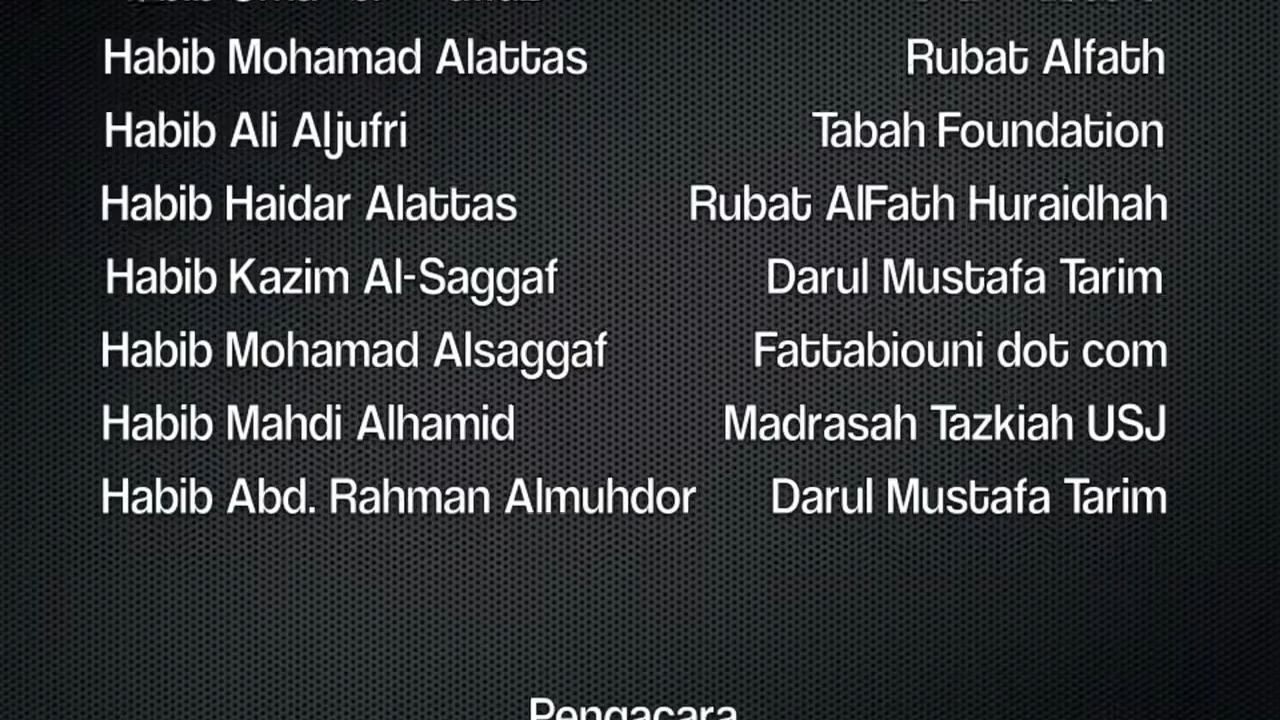 Habib Mohamad Alattas Rubat Alfath
Habib Ali Aljufri Tabah Foundation
Habib Haidar Alattas Rubat AlFath Huraidhah
Habib Kazim Al-Saggaf Darul Mustafa Tarim
Habib Mohamad Alsaggaf Fattabiouni dot com
Habib Mahdi Alhamid Madrasah Tazkiah USJ
Habib Abd. Rahman Almuhdor Darul Mustafa Tarim
Pengacara